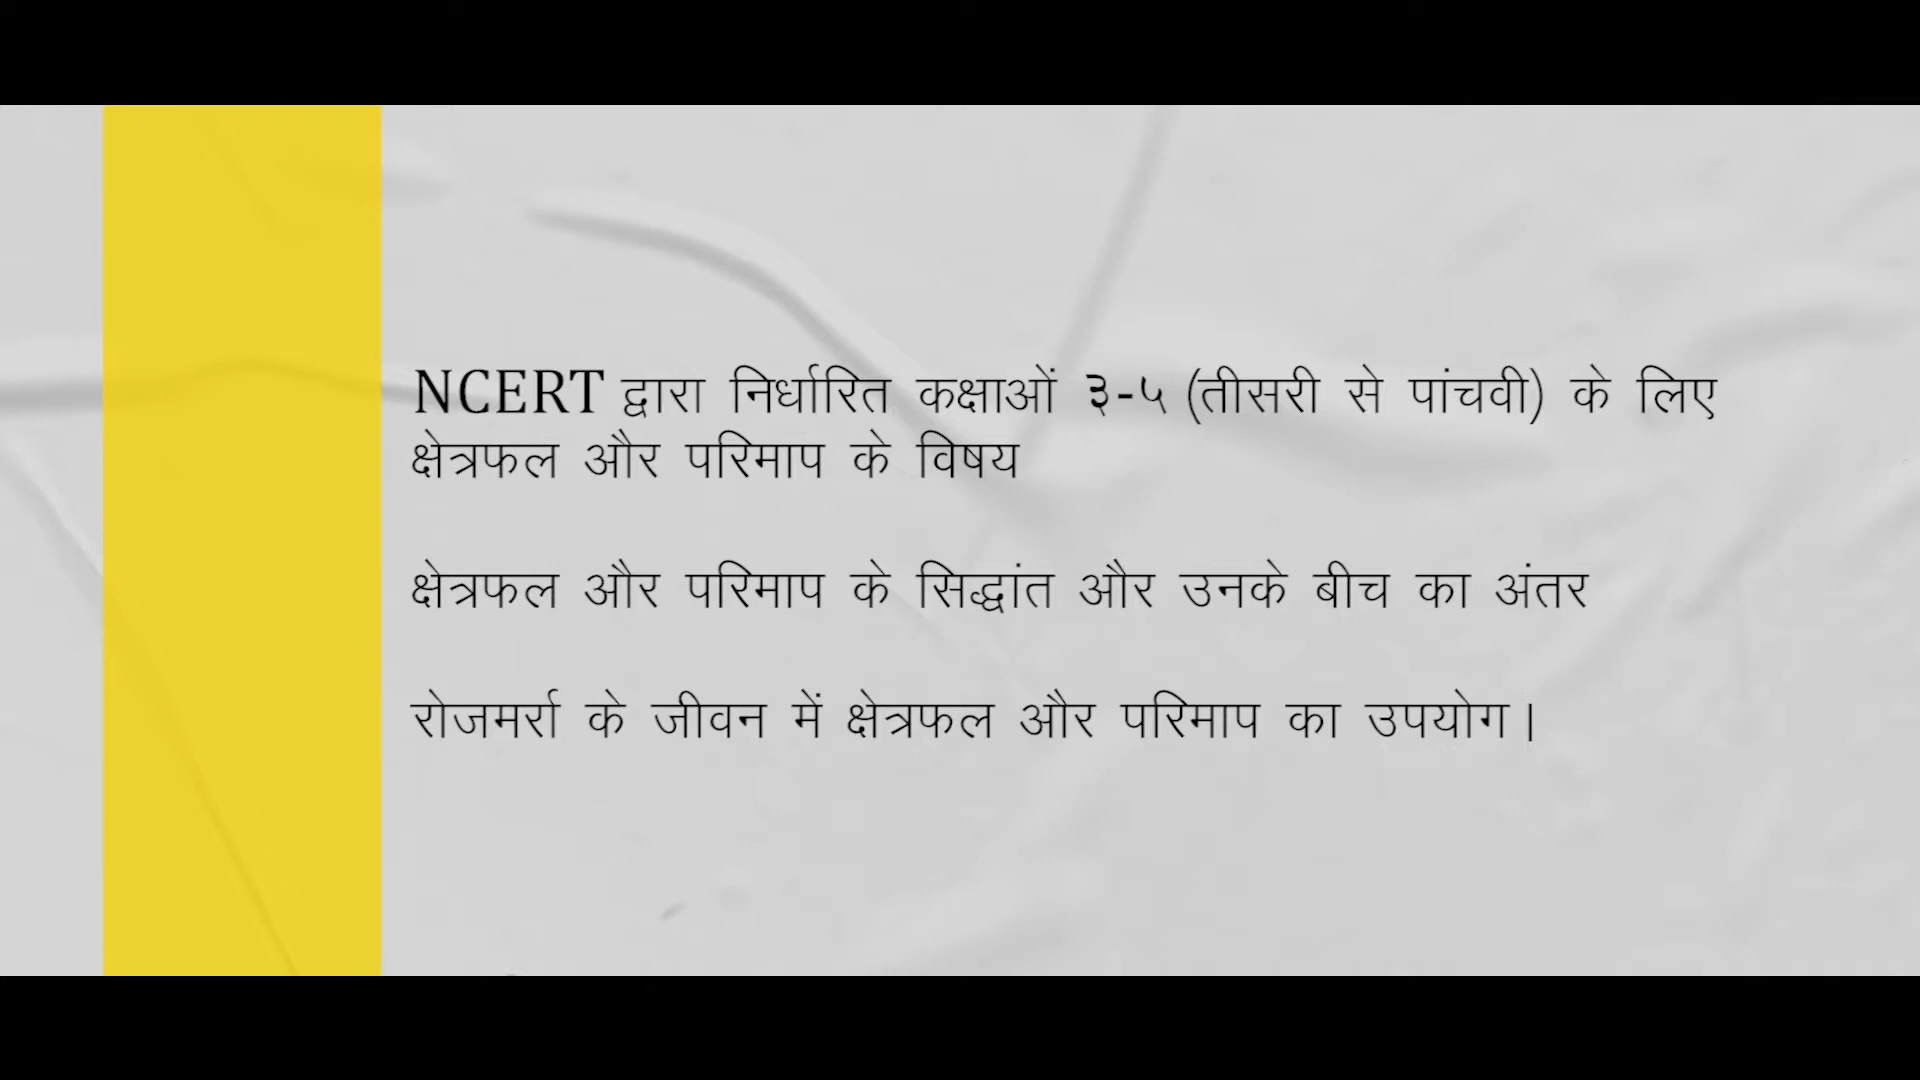 NCERT द्वारा निर्धारित कक्षाओं ३-५ (तीसरी से पांचवी) के लिए
क्षेत्रफल और परिमाप के विषय
क्षेत्रफल और परिमाप के सिद्धांत और उनके बीच का अंतर
रोजमर्रा के जीवन में क्षेत्रफल और परिमाप का उपयोग।